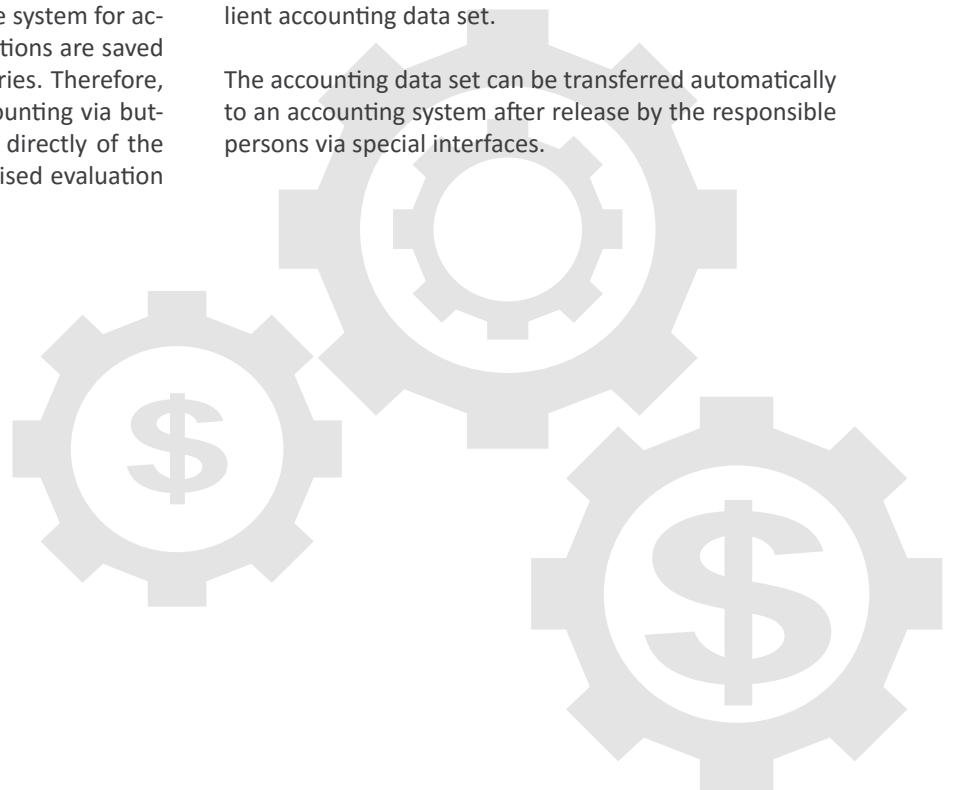 e system for ac-
tions are saved
ries. Therefore,
ounting via but-
directly of the
ised evaluation
lient accounting data set.
The accounting data set can be transferred automatically
to an accounting system after release by the responsible
persons via special interfaces.
$
$